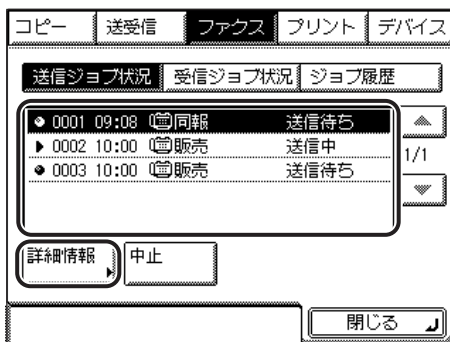 コピー 送受信 ファクス プリント デバイス
送信ジョブ状況 受信ジョブ状況 ジョブ履歴
0001 09:08 同報 送信待ち
0002 10:00 販売 送信中
0003 10:00 販売 送信待ち
1/1
詳細情報 中止
閉じる